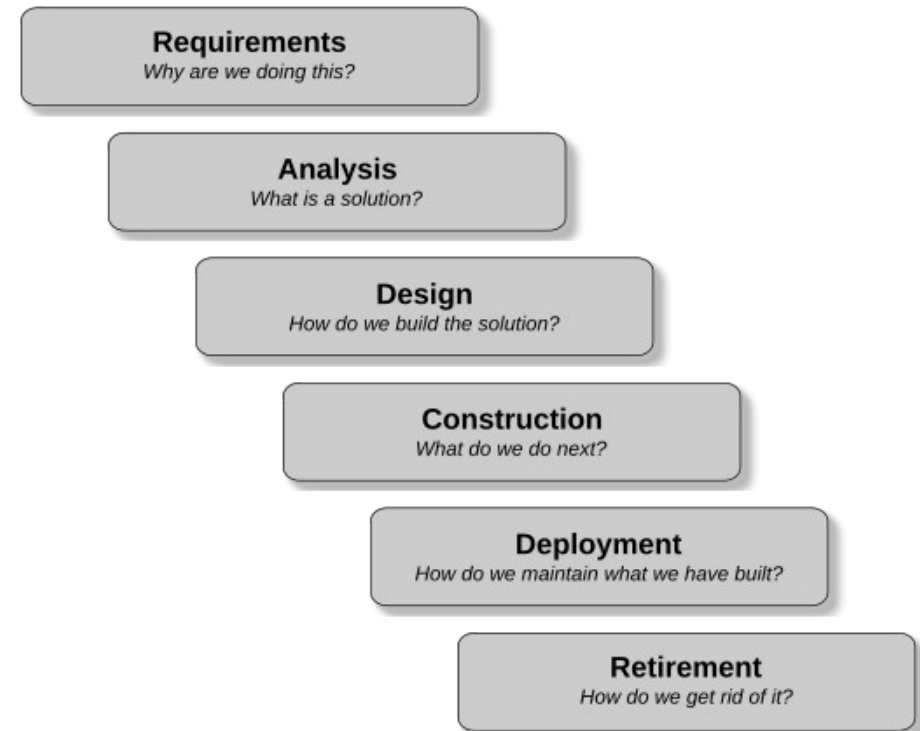 Requirements
Why are we doing this?
Analysis
What is a solution?
Design
How do we build the solution?
Construction
What do we do next?
Deployment
How do we maintain what we have built?
Retirement
How do we get rid of it?